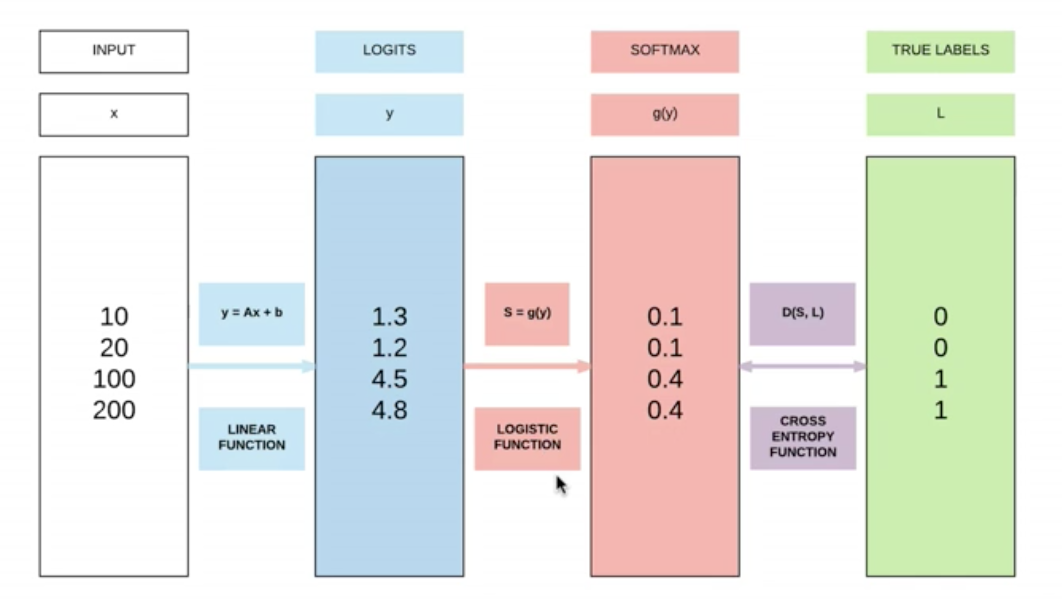 INPUT
LOGITS
SOFTMAX
TRUE LABELS
x
y
g(y)
L
10
20
100
200
y = Ax + b
LINEAR
FUNCTION
1.3
1.2
4.5
4.8
S = g(y)
LOGISTIC
FUNCTION
0.1
0.1
0.4
0.4
D(S, L)
CROSS
ENTROPY
FUNCTION
0
0
1
1